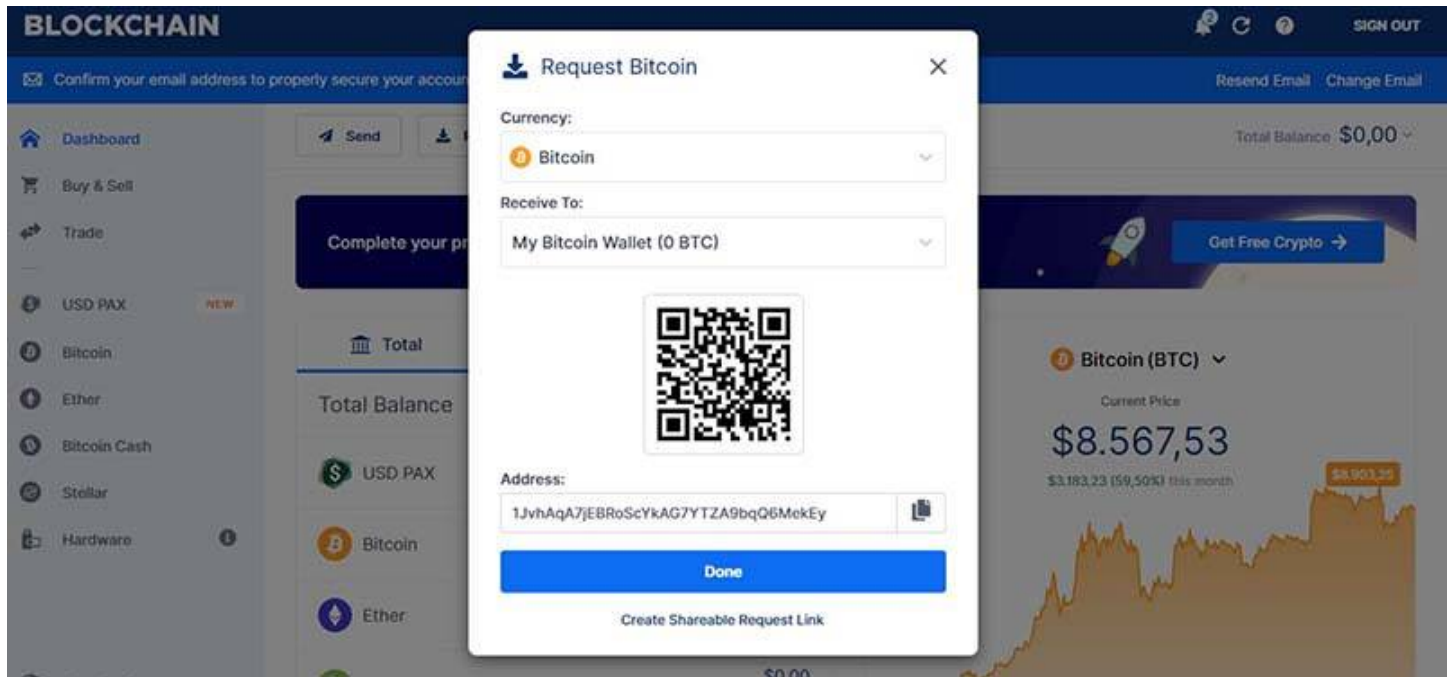 BLOCKCHAIN
2
SIGN OUT
Confirm your email address to properly secure your accoun
Resend Email Change Email
Request Bitcoin
Currency:
Bitcoin
Receive To:
My Bitcoin Wallet (0 BTC)
Address:
1JvhAqA7jEBRoScYkAG7YTZA9bqQ6MekEy
Done
Create Shareable Request Link
Dashboard
Buy & Sell
Trade
USD PAX NEW
Bitcoin
Ether
Bitcoin Cash
Stellar
Hardware
Send
Total Balance $0,00
Complete your pr
Get Free Crypto →
Total
Total Balance
USD PAX
Bitcoin
Ether
$0,00
Bitcoin (BTC)
Current Price
$8.567,53
$3.183,23 (59,50%) this month
$8.903,25